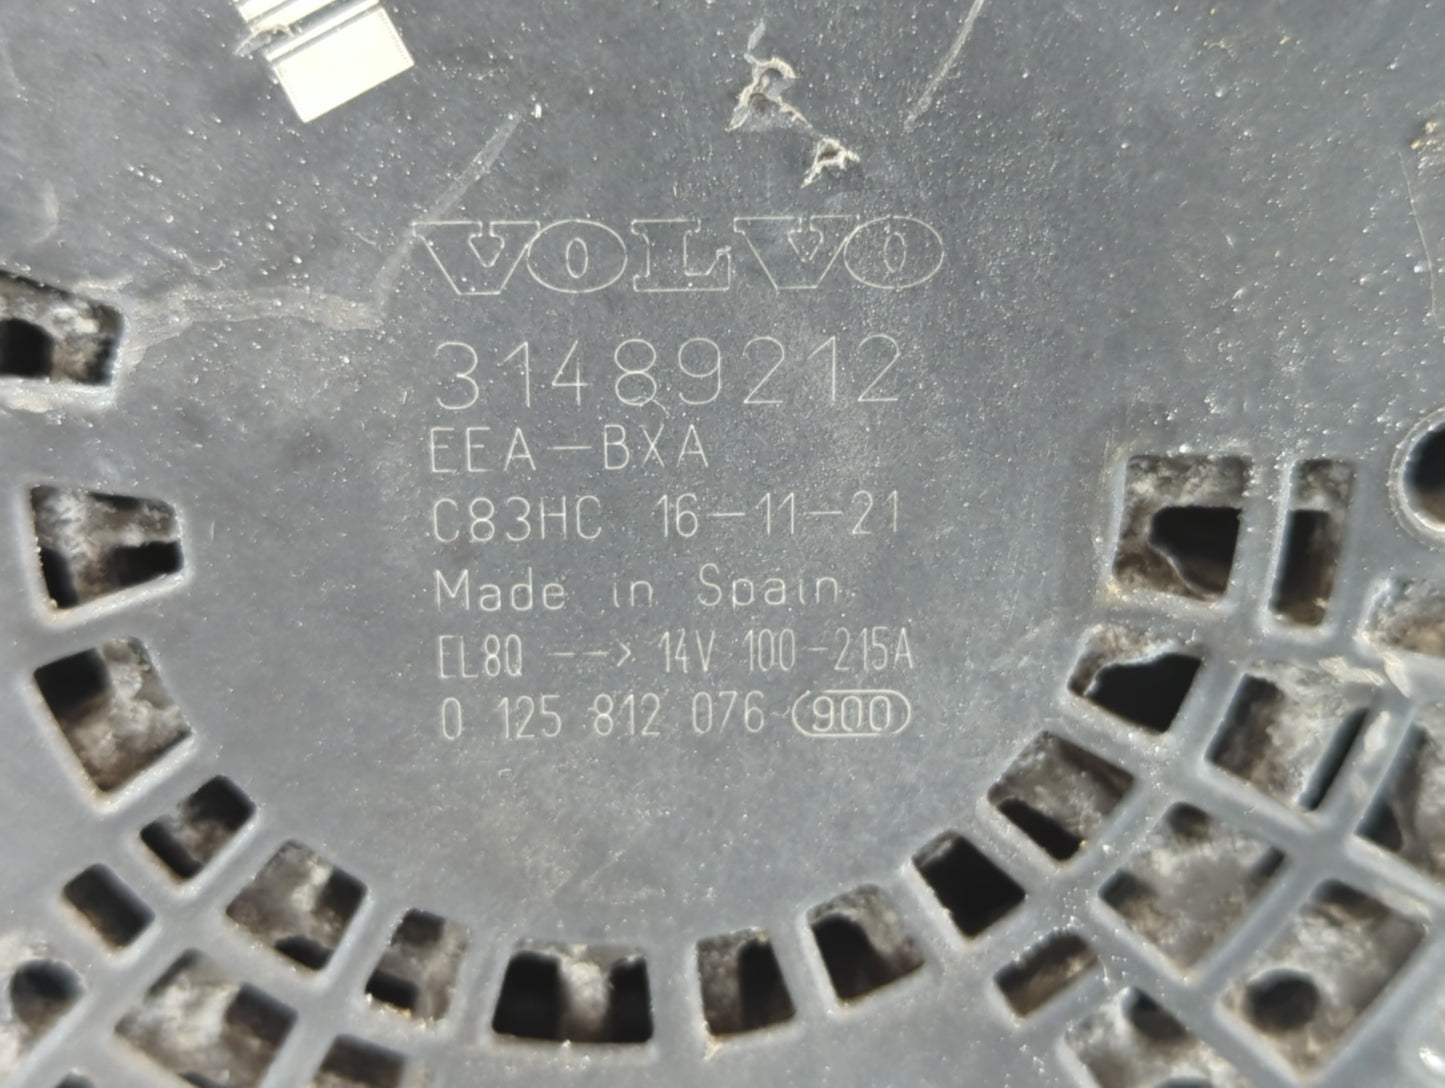 VOLVO
31489212
EEA-BXA
C83HC 16-11-21
Made in Spain
EL8Q --> 14V 100-215A
0 125 812 076 900